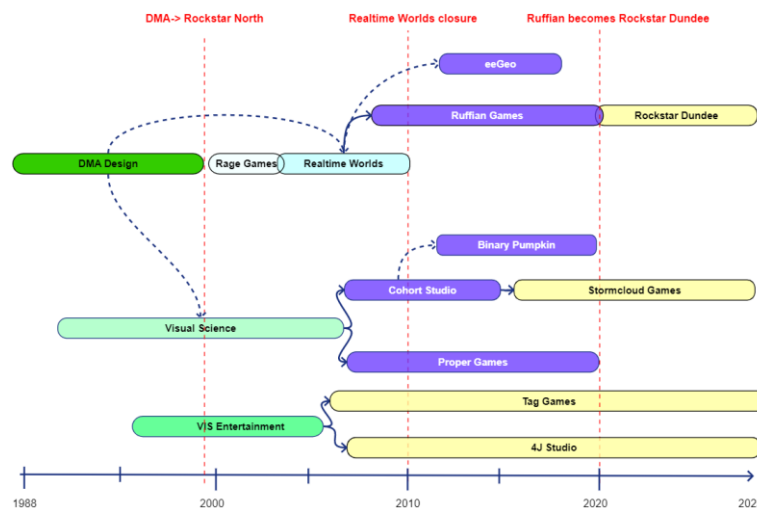 DMA-> Rockstar North
Realtime Worlds closure
Ruffian becomes Rockstar Dundee
eeGeo
Ruffian Games
Rockstar Dundee
DMA Design
Rage Games
Realtime Worlds
Binary Pumpkin
Cohort Studio
Stormcloud Games
Visual Science
Proper Games
Tag Games
VIS Entertainment
4J Studio
1988
2000
2010
2020
202